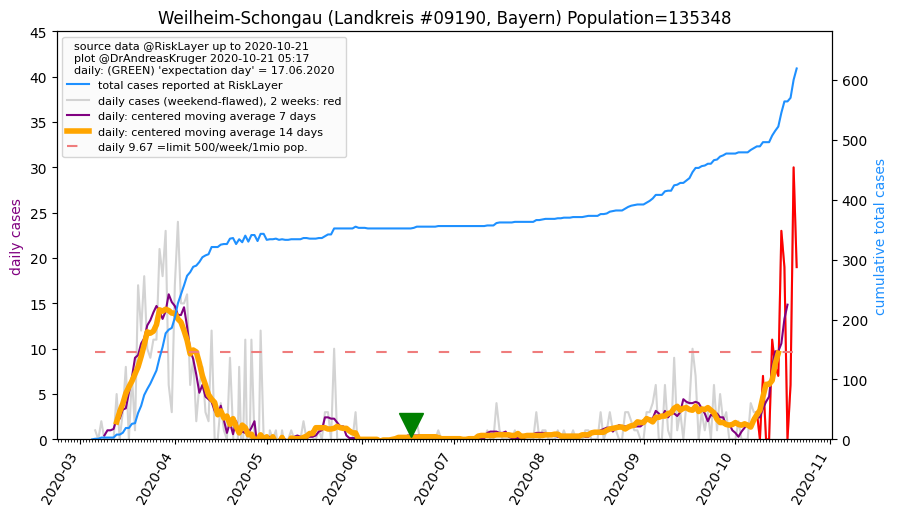 Weilheim-Schongau (Landkreis #09190, Bayern) Population=135348
source data @RiskLayer up to 2020-10-21
plot @DrAndreasKruger 2020-10-21 05:17
daily: (GREEN) 'expectation day' = 17.06.2020
total cases reported at RiskLayer
daily cases (weekend-flawed), 2 weeks: red
daily: centered moving average 7 days
daily: centered moving average 14 days
daily 9.67 =limit 500/week/1mio pop.
daily cases
45
40
35
30
25
20
15
10
5
0
cumulative total cases
600
500
400
300
200
100
0
2020-03
2020-04
2020-05
2020-06
2020-07
2020-08
2020-09
2020-10
2020-11